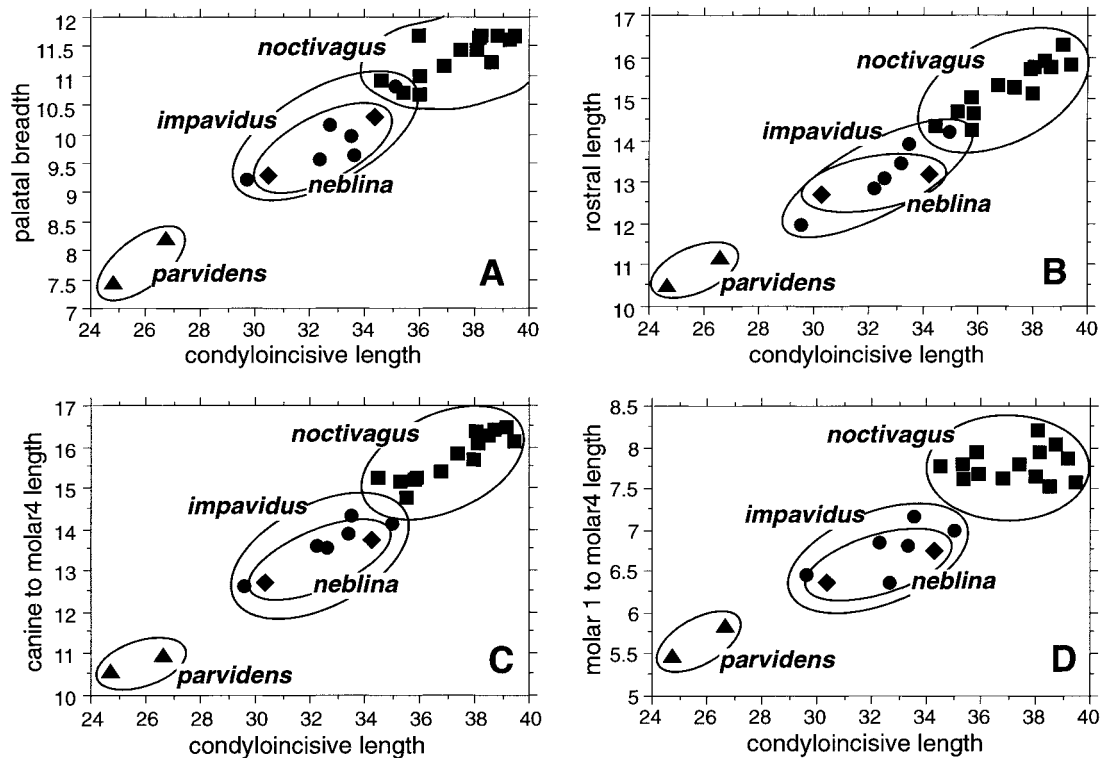 12
11.5
11
10.5
10
9.5
9
8.5
8
7.5
7
palatal breadth
noctivagus
impavidus
neblina
parvidens
A
24 26 28 30 32 34 36 38 40
condyloincisive length
17
16
15
14
13
12
11
10
rostral length
noctivagus
impavidus
neblina
parvidens
B
24 26 28 30 32 34 36 38 40
condyloincisive length
17
16
15
14
13
12
11
10
canine to molar4 length
noctivagus
impavidus
neblina
parvidens
C
24 26 28 30 32 34 36 38 40
condyloincisive length
8.5
8
7.5
7
6.5
6
5.5
5
molar 1 to molar4 length
noctivagus
impavidus
neblina
parvidens
D
24 26 28 30 32 34 36 38 40
condyloincisive length